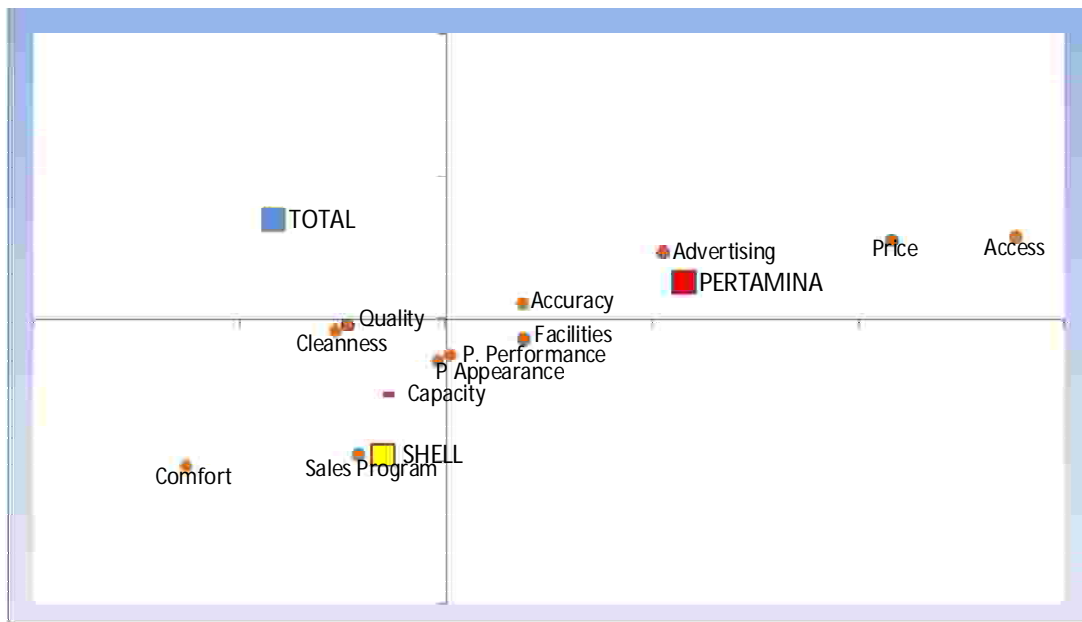 TOTAL
Advertising
Price
Access
PERTAMINA
Accuracy
Quality
Facilities
Cleanness
P. Performance
P Appearance
Capacity
SHELL
Sales Program
Comfort